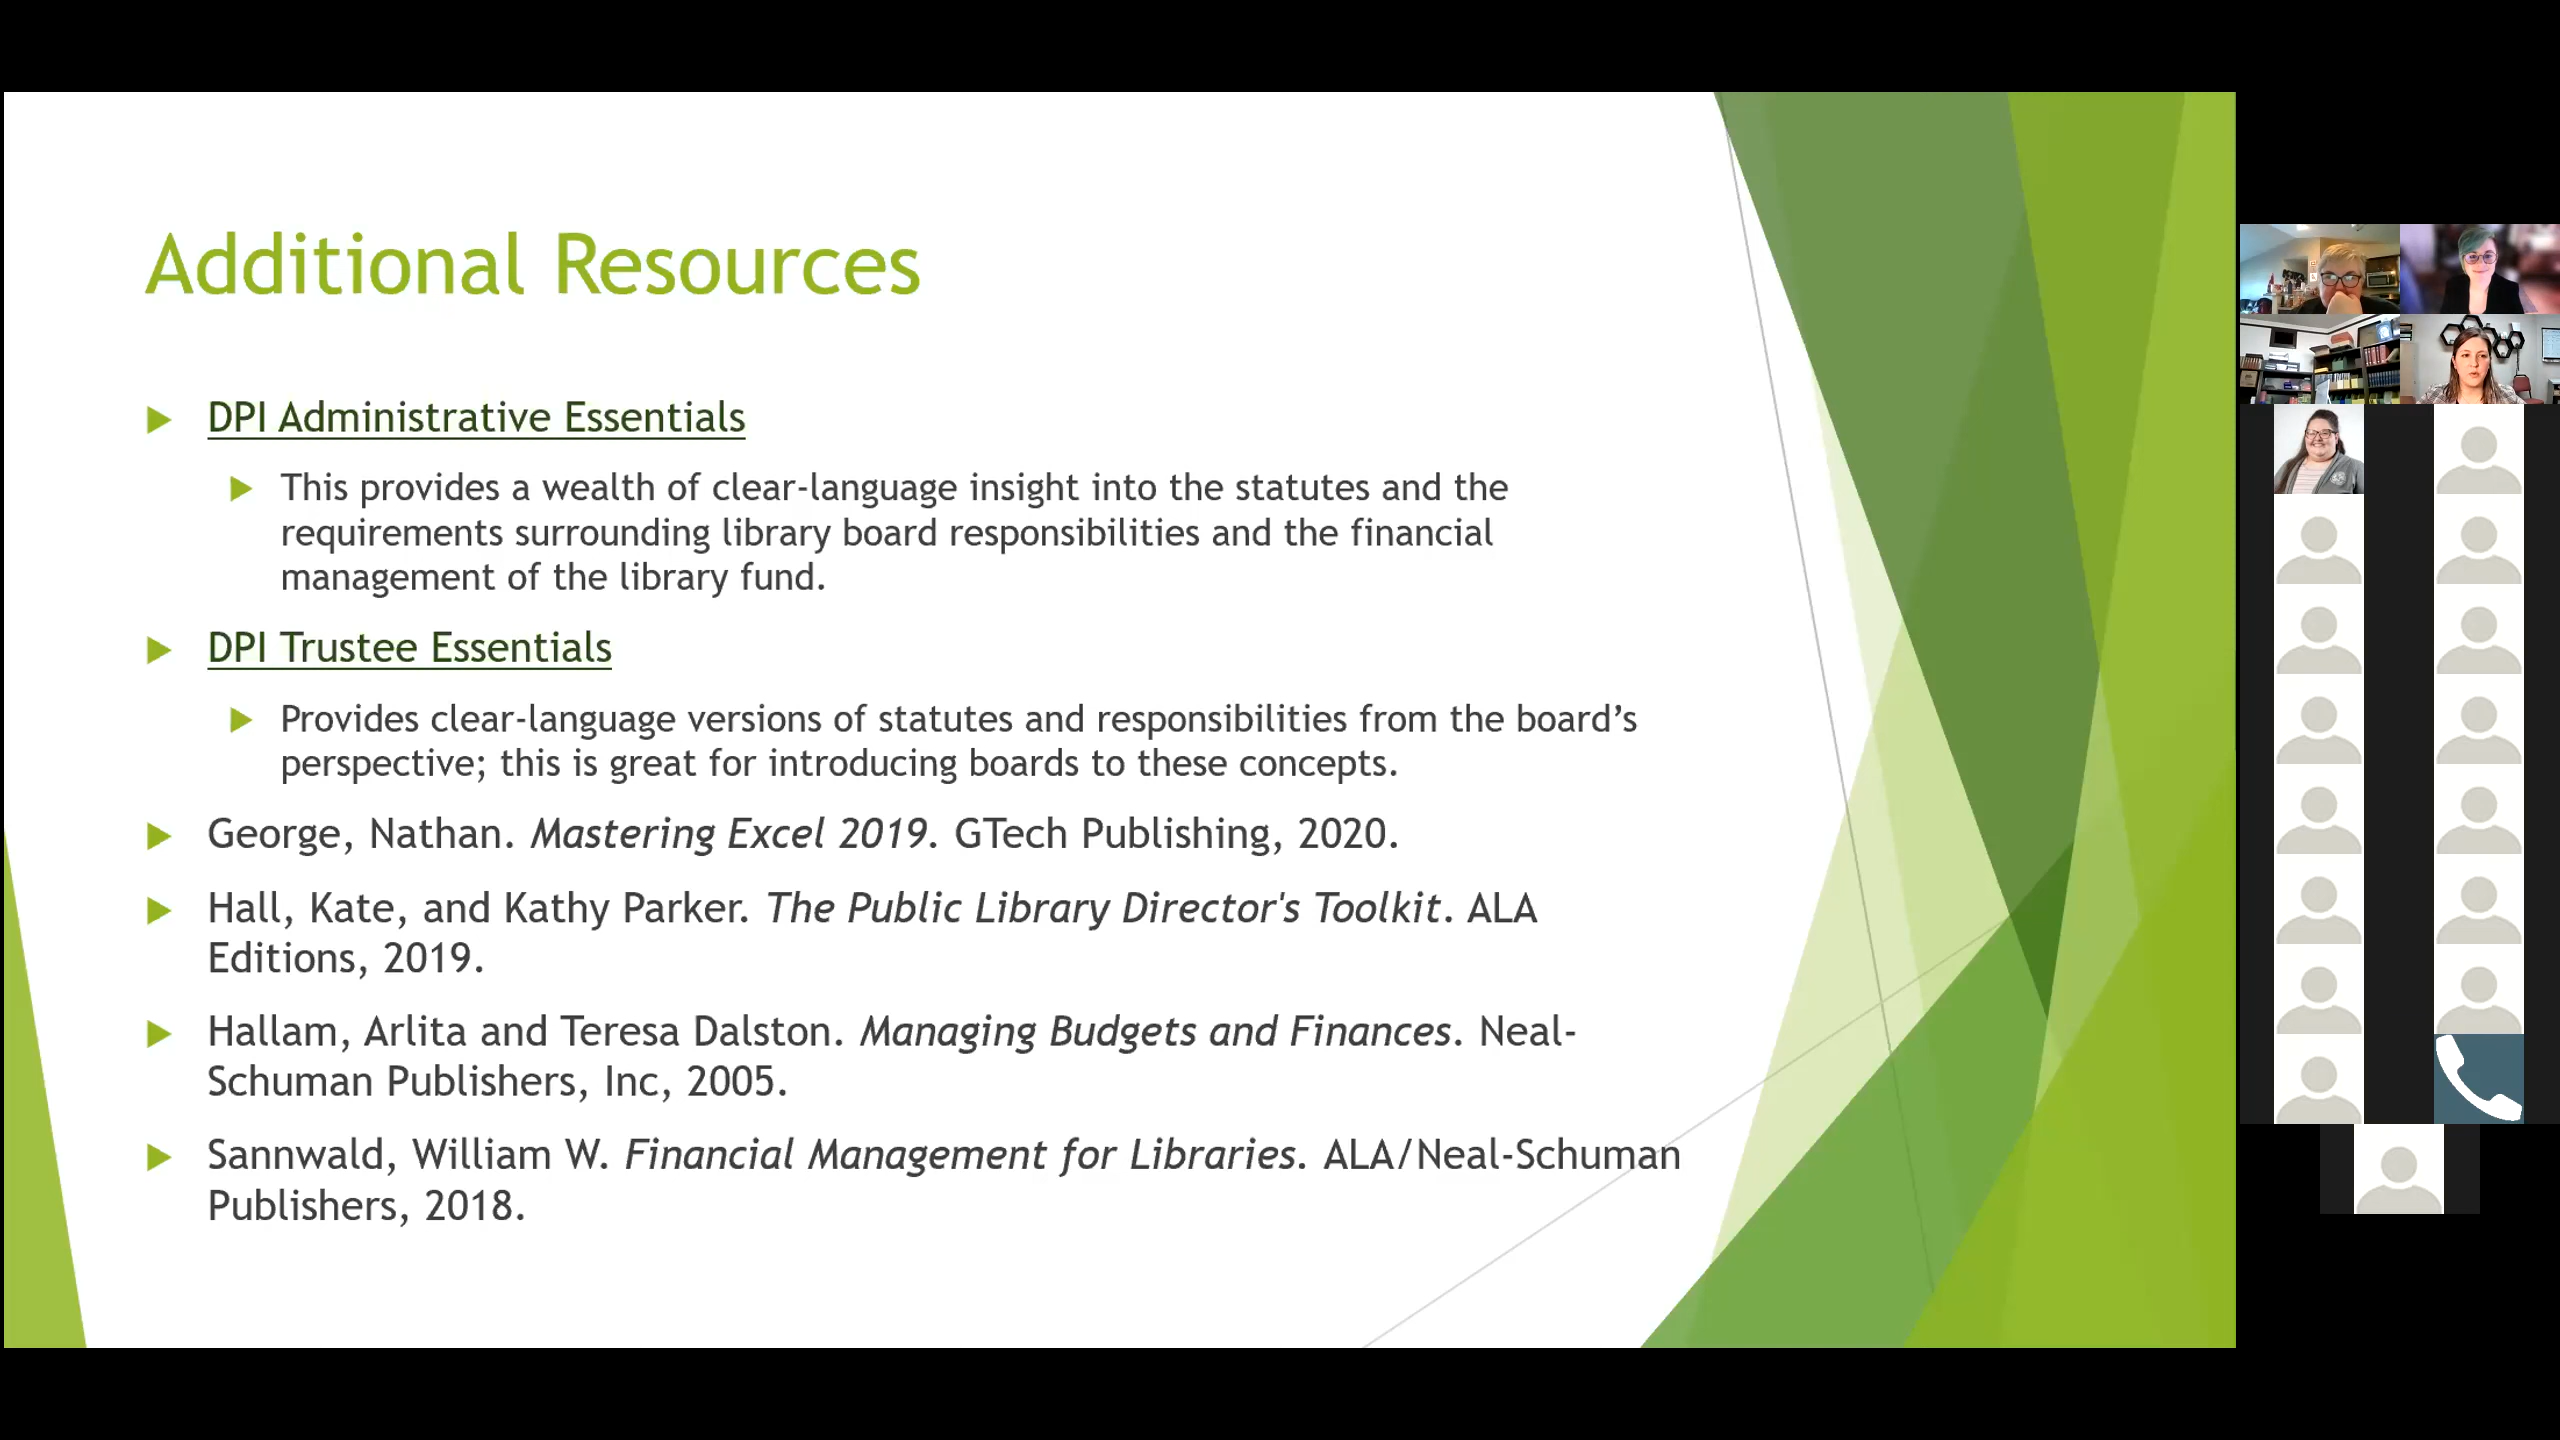 Additional Resources
DPI Administrative Essentials
This provides a wealth of clear-language insight into the statutes and the
requirements surrounding library board responsibilities and the financial
management of the library fund.
DPI Trustee Essentials
Provides clear-language versions of statutes and responsibilities from the board’s
perspective; this is great for introducing boards to these concepts.
George, Nathan. Mastering Excel 2019. GTech Publishing, 2020.
Hall, Kate, and Kathy Parker. The Public Library Director's Toolkit. ALA
Editions, 2019.
Hallam, Arlita and Teresa Dalston. Managing Budgets and Finances. Neal-
Schuman Publishers, Inc, 2005.
Sannwald, William W. Financial Management for Libraries. ALA/Neal-Schuman
Publishers, 2018.